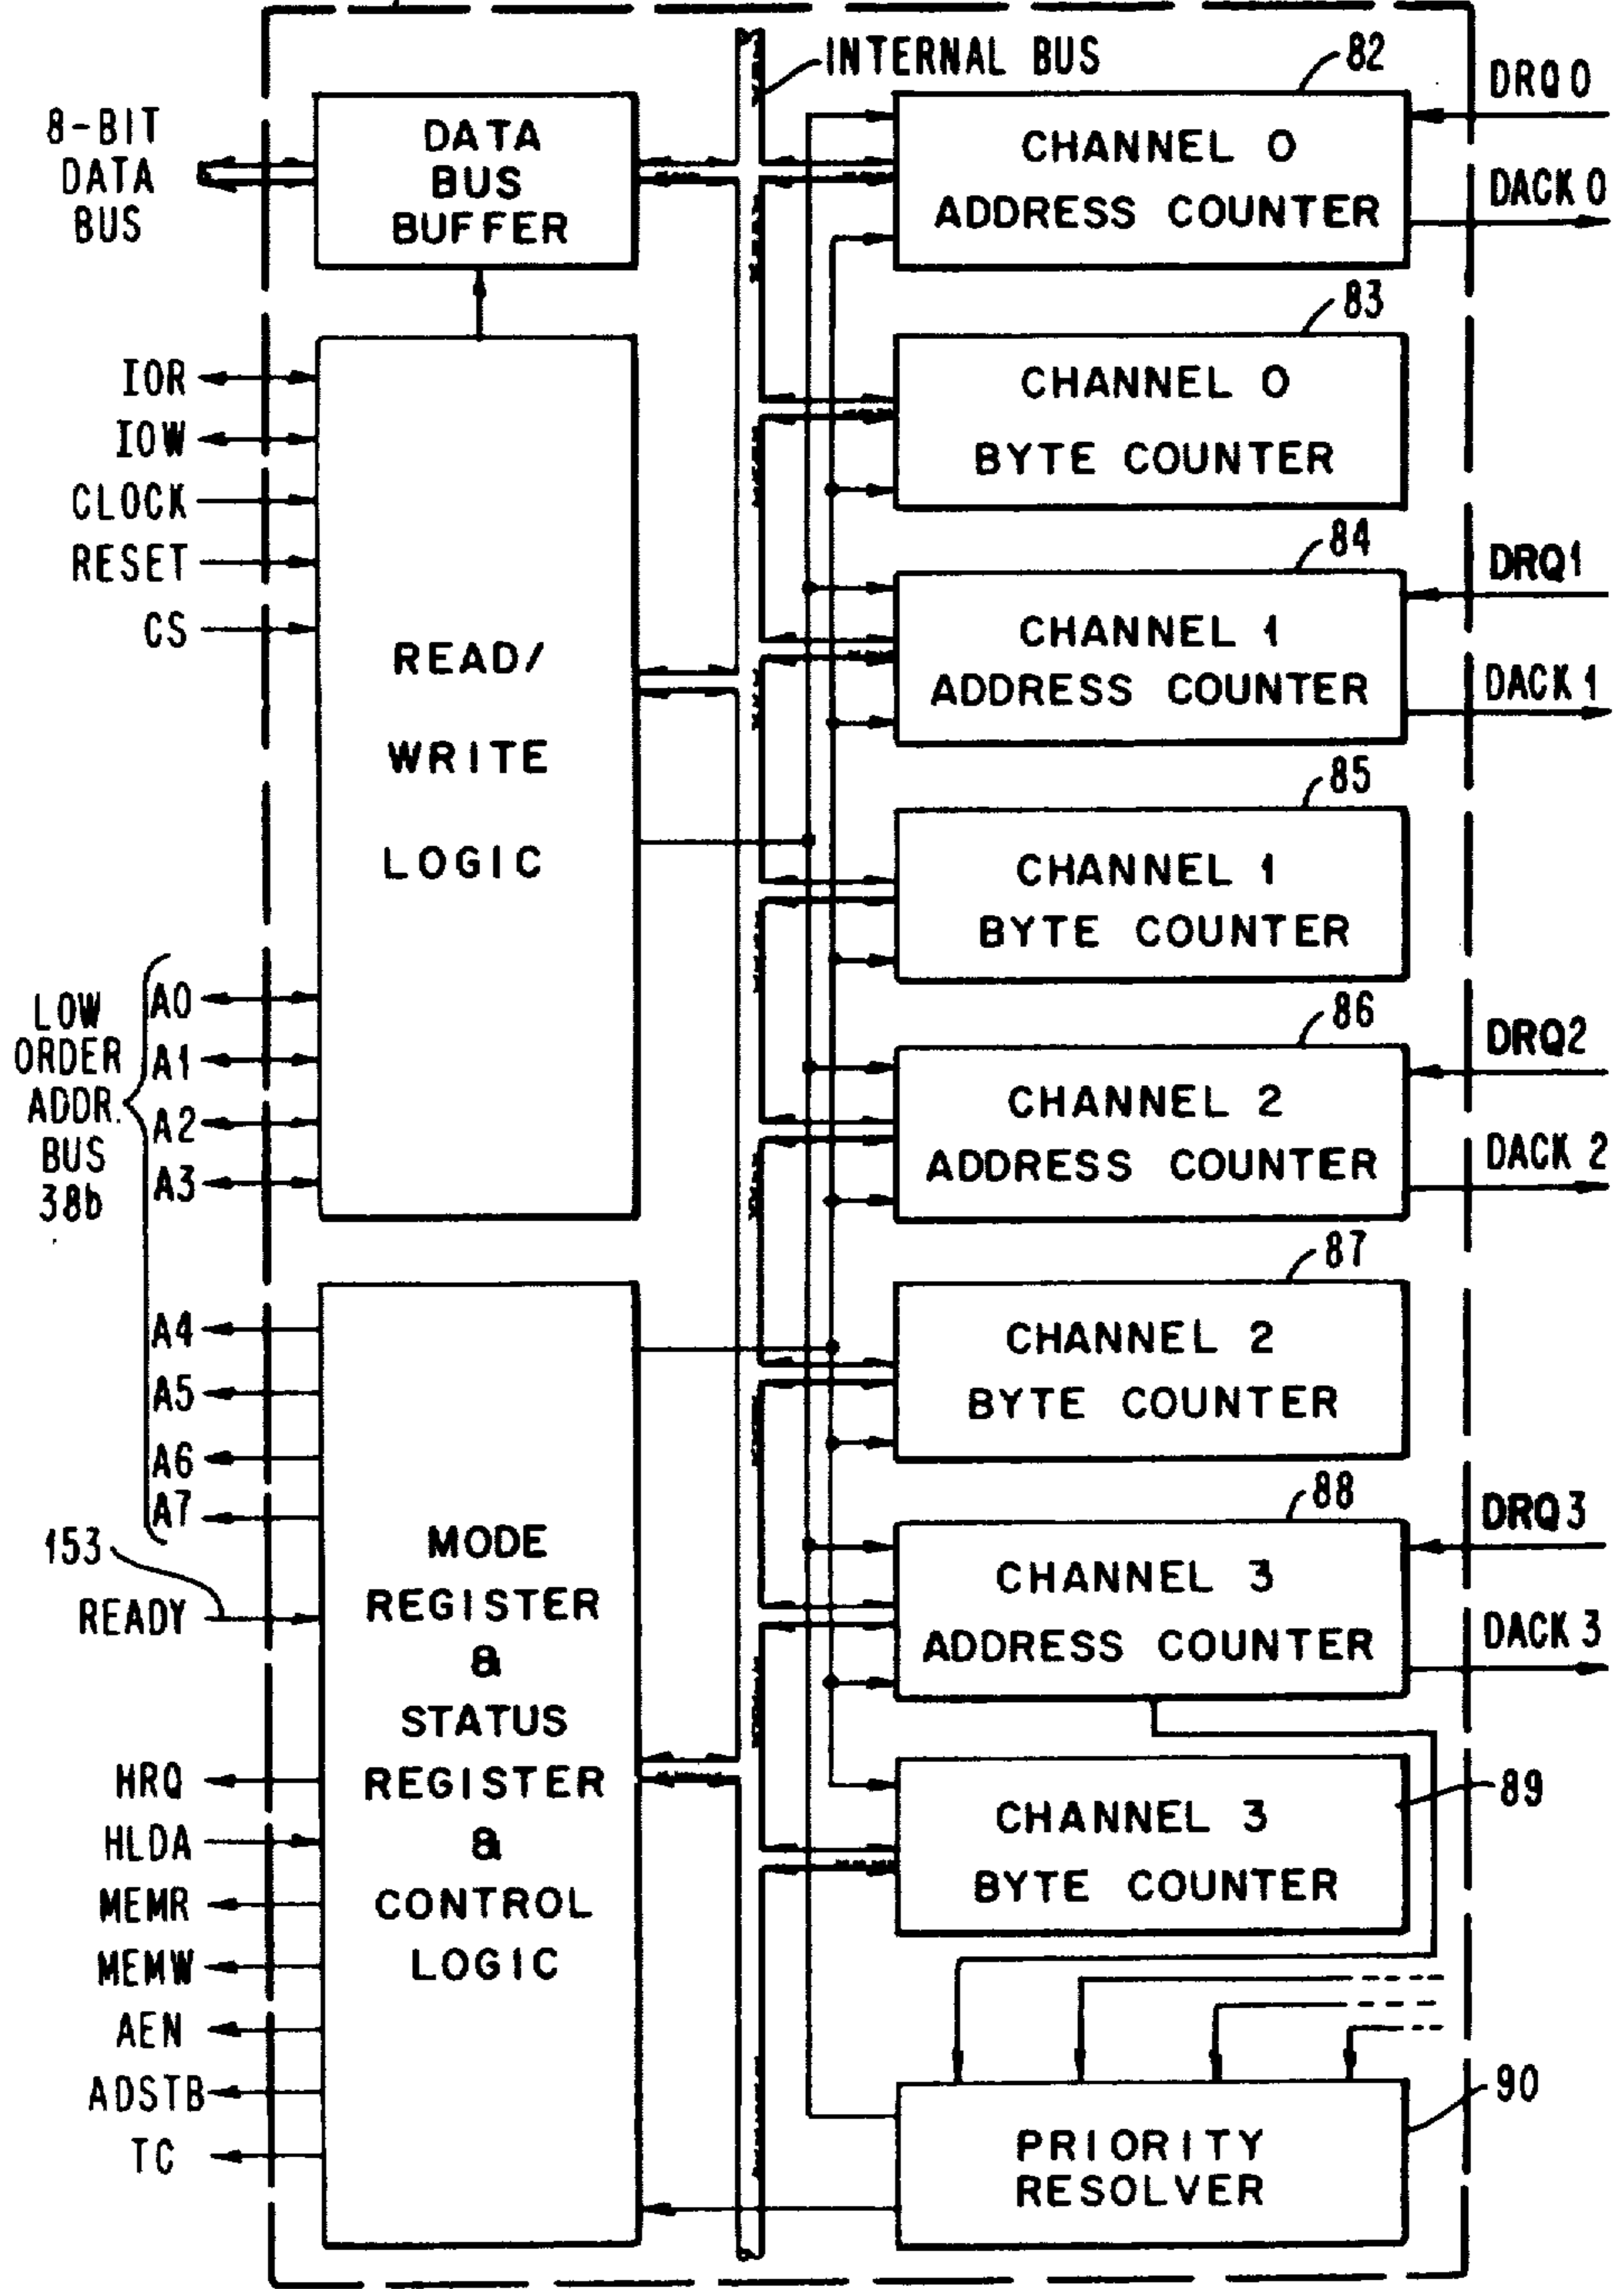 INTERNAL BUS
8-BIT
DATA
BUS
DATA
BUS
BUFFER
IOR
IOW
CLOCK
RESET
CS
READ/
WRITE
LOGIC
LOW
ORDER
ADDR.
BUS
38b
A0
A1
A2
A3
A4
A5
A6
A7
153
READY
HRQ
HLDA
MEMR
MEMW
AEN
ADSTB
TC
MODE
REGISTER
&
STATUS
REGISTER
&
CONTROL
LOGIC
82
CHANNEL 0
ADDRESS COUNTER
DRQ 0
DACK 0
83
CHANNEL 0
BYTE COUNTER
84
CHANNEL 1
ADDRESS COUNTER
DRQ1
DACK 1
85
CHANNEL 1
BYTE COUNTER
86
CHANNEL 2
ADDRESS COUNTER
DRQ2
DACK 2
87
CHANNEL 2
BYTE COUNTER
88
CHANNEL 3
ADDRESS COUNTER
DRQ3
DACK 3
89
CHANNEL 3
BYTE COUNTER
90
PRIORITY
RESOLVER